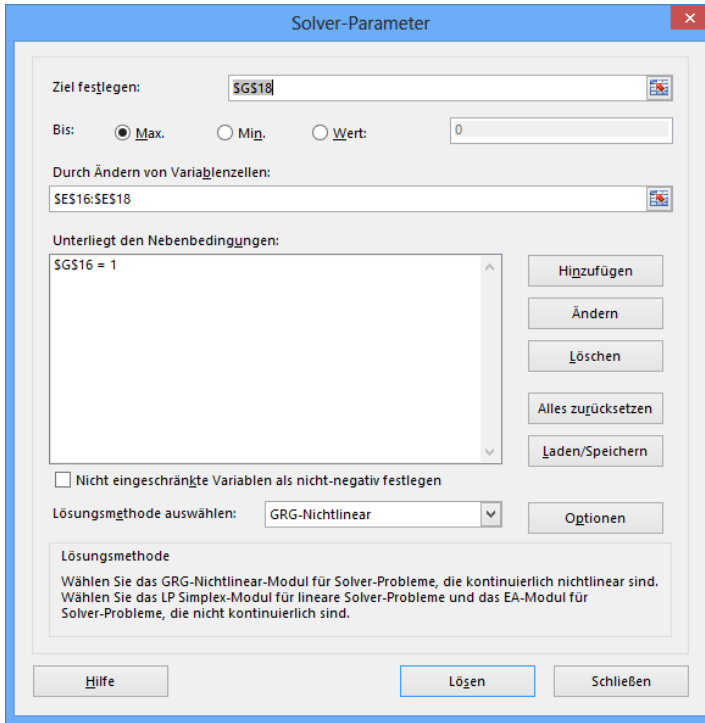 Solver-Parameter
Ziel festlegen: $G$18
Bis: Max. Min. Wert: 0
Durch Ändern von Variablenzellen:
$E$16:$E$18
Unterliegt den Nebenbedingungen:
$G$16 = 1
Hinzufügen
Ändern
Löschen
Alles zurücksetzen
Laden/Speichern
Nicht eingeschränkte Variablen als nicht-negativ festlegen
Lösungsmethode auswählen: GRG-Nichtlinear
Optionen
Lösungsmethode
Wählen Sie das GRG-Nichtlinear-Modul für Solver-Probleme, die kontinuierlich nichtlinear sind.
Wählen Sie das LP Simplex-Modul für lineare Solver-Probleme und das EA-Modul für
Solver-Probleme, die nicht kontinuierlich sind.
Hilfe Lösen Schließen